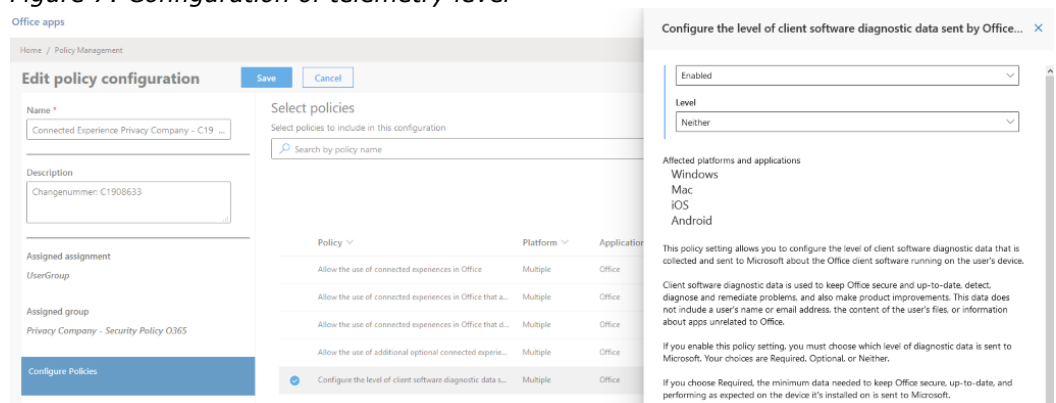 Figure 7: Configuration of telemetry level
Office apps
Home / Policy Management
Edit policy configuration
Save
Cancel
Name *
Connected Experience Privacy Company - C19 ...
Description
Changenummer: C1908633
Assigned assignment
UserGroup
Assigned group
Privacy Company - Security Policy O365
Configure Policies
Select policies
Select policies to include in this configuration
Search by policy name
Policy Platform Application
Allow the use of connected experiences in Office Multiple Office
Allow the use of connected experiences in Office that a... Multiple Office
Allow the use of connected experiences in Office that d... Multiple Office
Allow the use of additional optional connected experie... Multiple Office
Configure the level of client software diagnostic data s... Multiple Office
Configure the level of client software diagnostic data sent by Office...
Enabled
Level
Neither
Affected platforms and applications
Windows
Mac
iOS
Android
This policy setting allows you to configure the level of client software diagnostic data that is
collected and sent to Microsoft about the Office client software running on the user's device.
Client software diagnostic data is used to keep Office secure and up-to-date, detect,
diagnose and remediate problems, and also make product improvements. This data does
not include a user's name or email address, the content of the user's files, or information
about apps unrelated to Office.
If you enable this policy setting, you must choose which level of diagnostic data is sent to
Microsoft. Your choices are Required, Optional, or Neither.
If you choose Required, the minimum data needed to keep Office secure, up-to-date, and
performing as expected on the device it's installed on is sent to Microsoft.